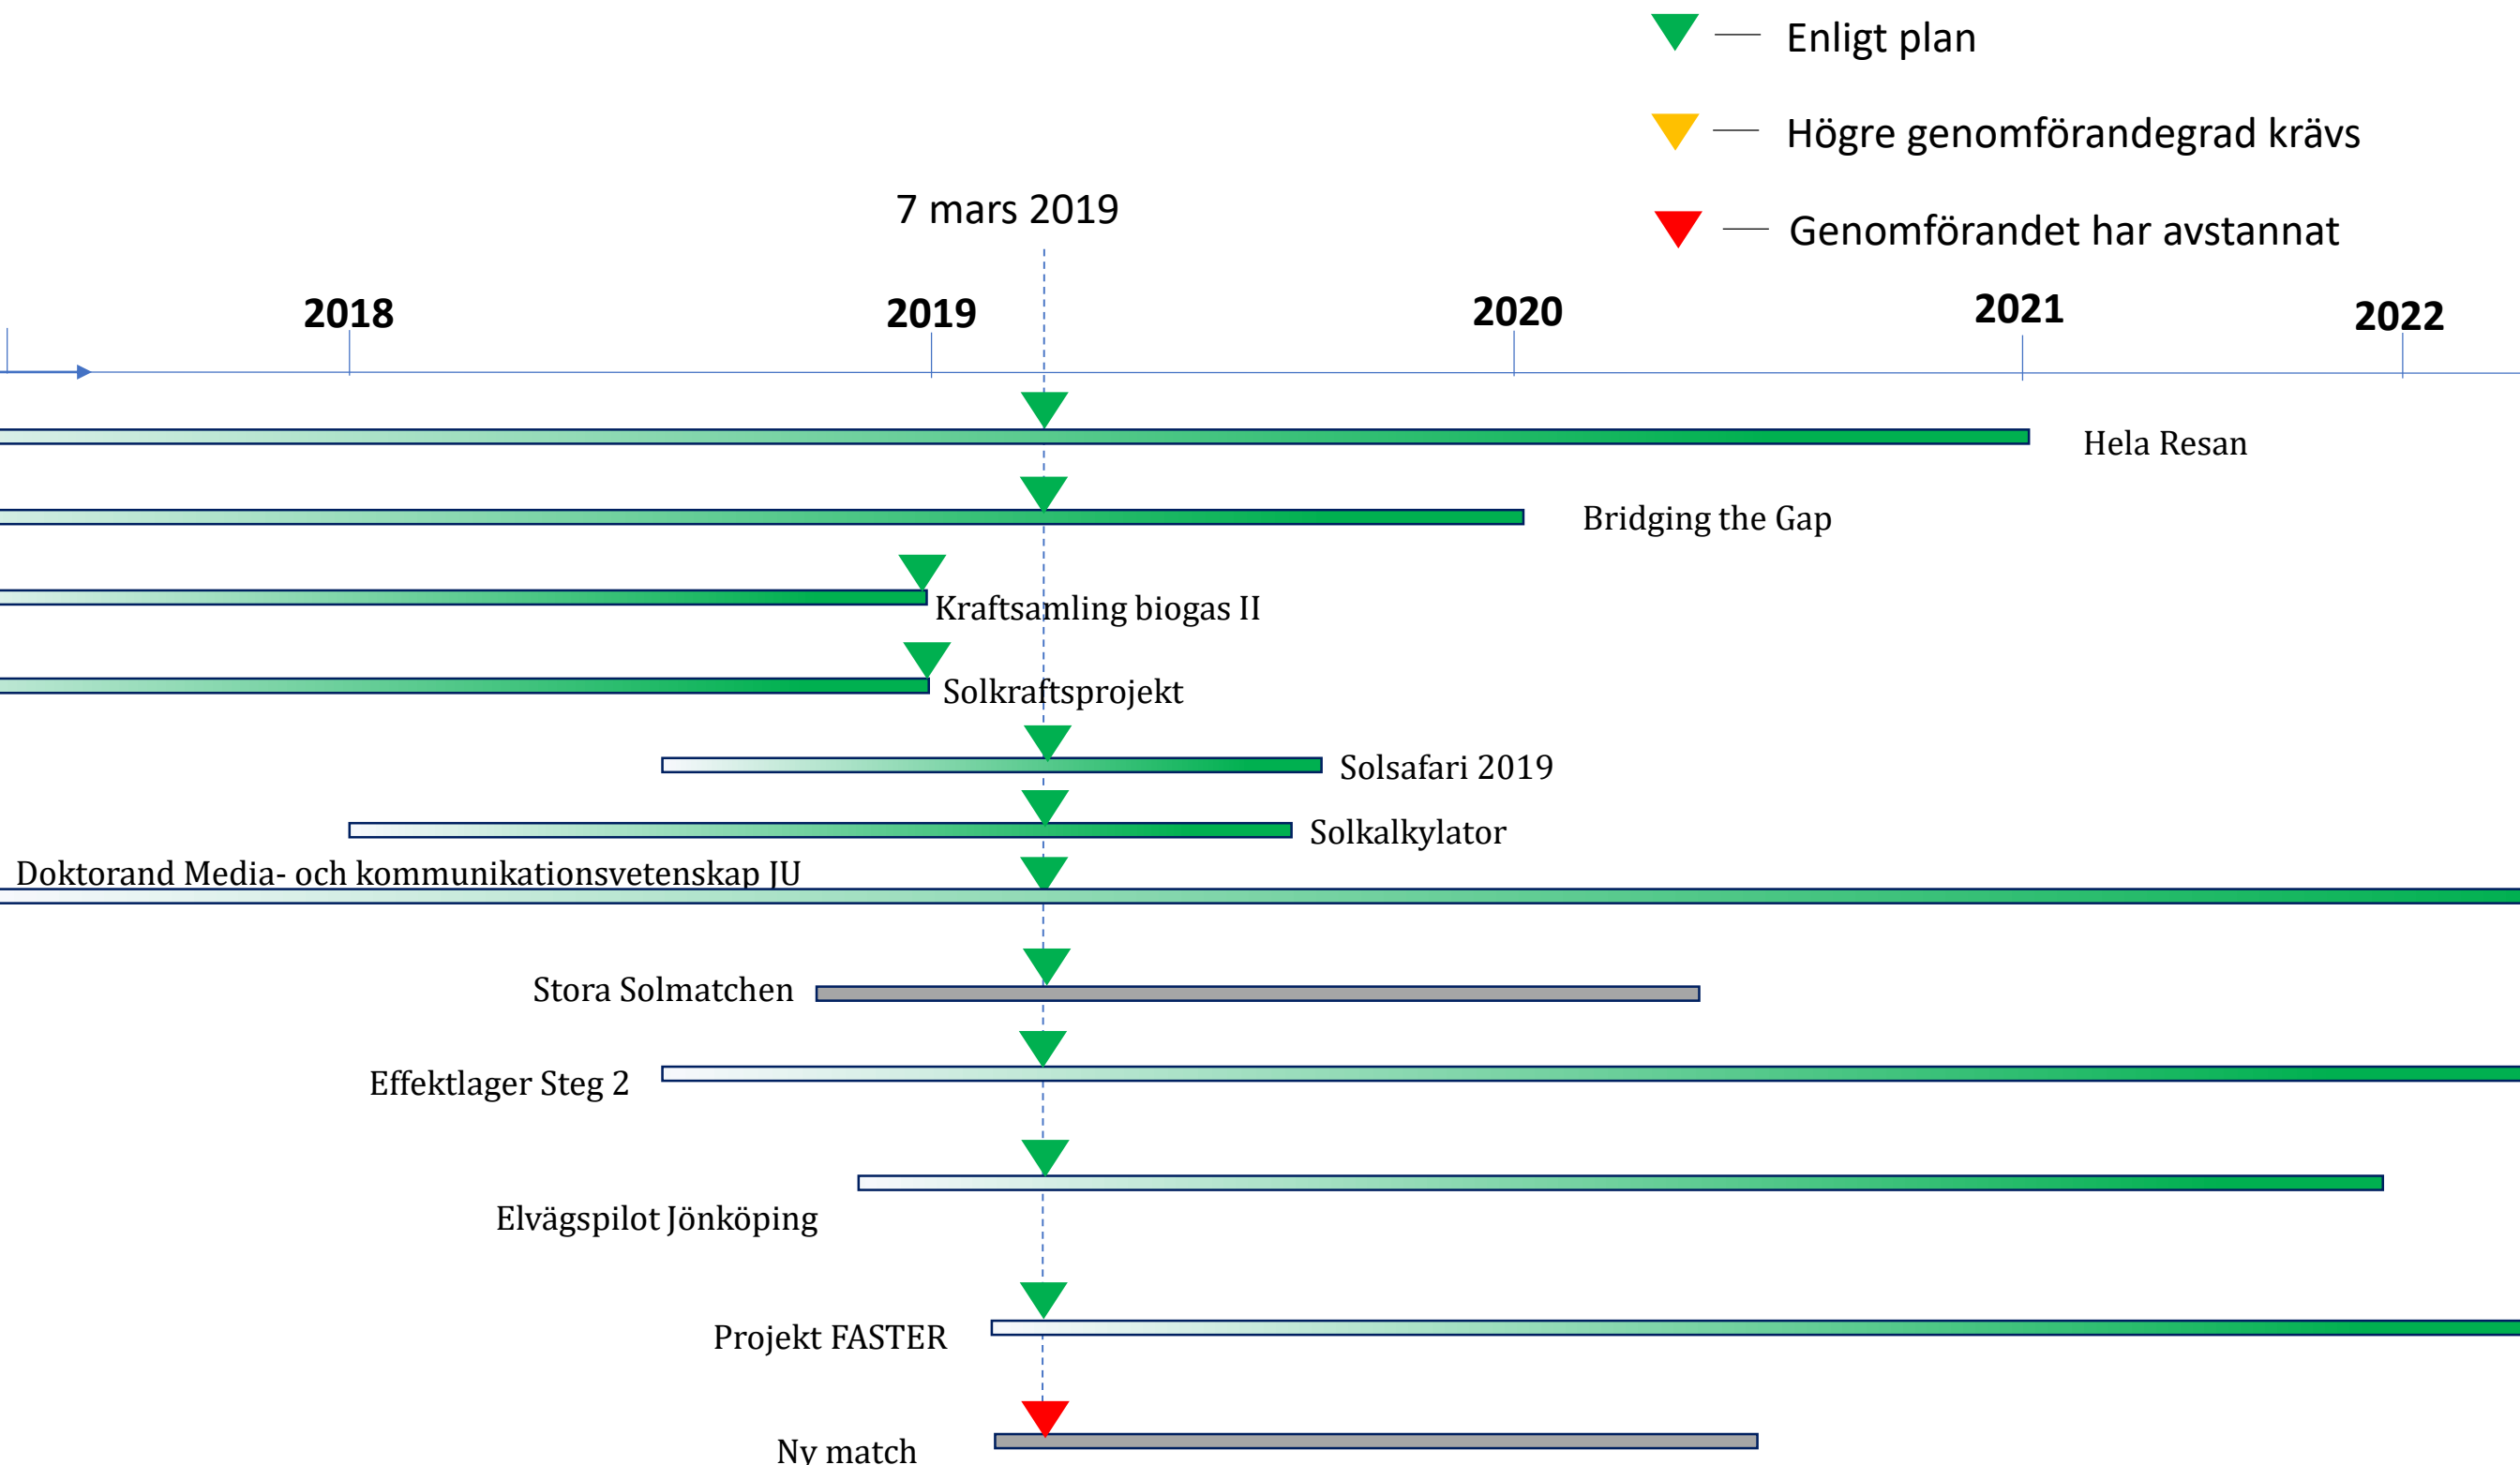 Enligt plan
Högre genomförandegrad krävs
7 mars 2019
Genomförandet har avstannat
2018
2019
2020
2021
2022
Hela Resan
Bridging the Gap
Kraftsamling biogas II
Solkraftsprojekt
Solsafari 2019
Solkalkylator
Doktorand Media- och kommunikationsvetenskap JU
Stora Solmatchen
Effektlager Steg 2
Elvägspilot Jönköping
Projekt FASTER
Ny match